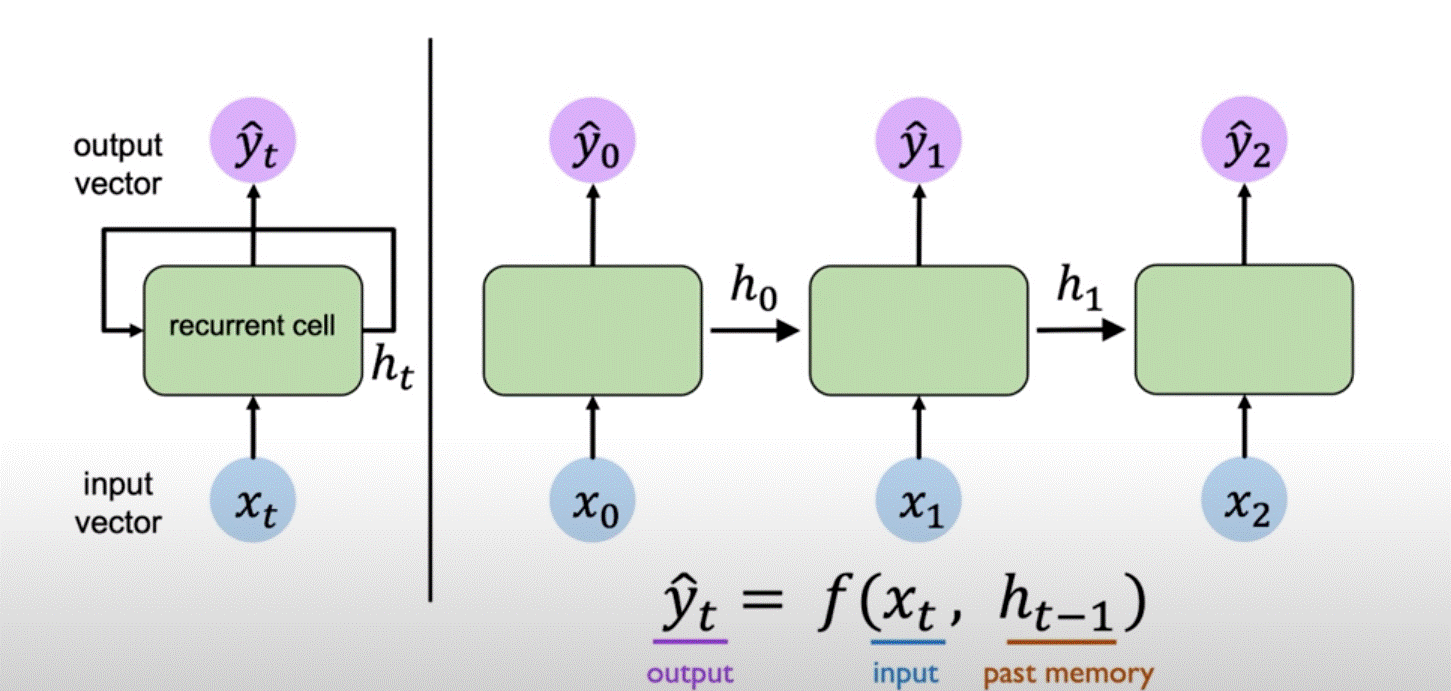 output
vector
ŷₜ
recurrent cell
hₜ
input
vector
xₜ
ŷ₀
ŷ₁
ŷ₂
h₀
h₁
x₀
x₁
x₂
ŷₜ = f(xₜ, hₜ₋₁)
output input past memory